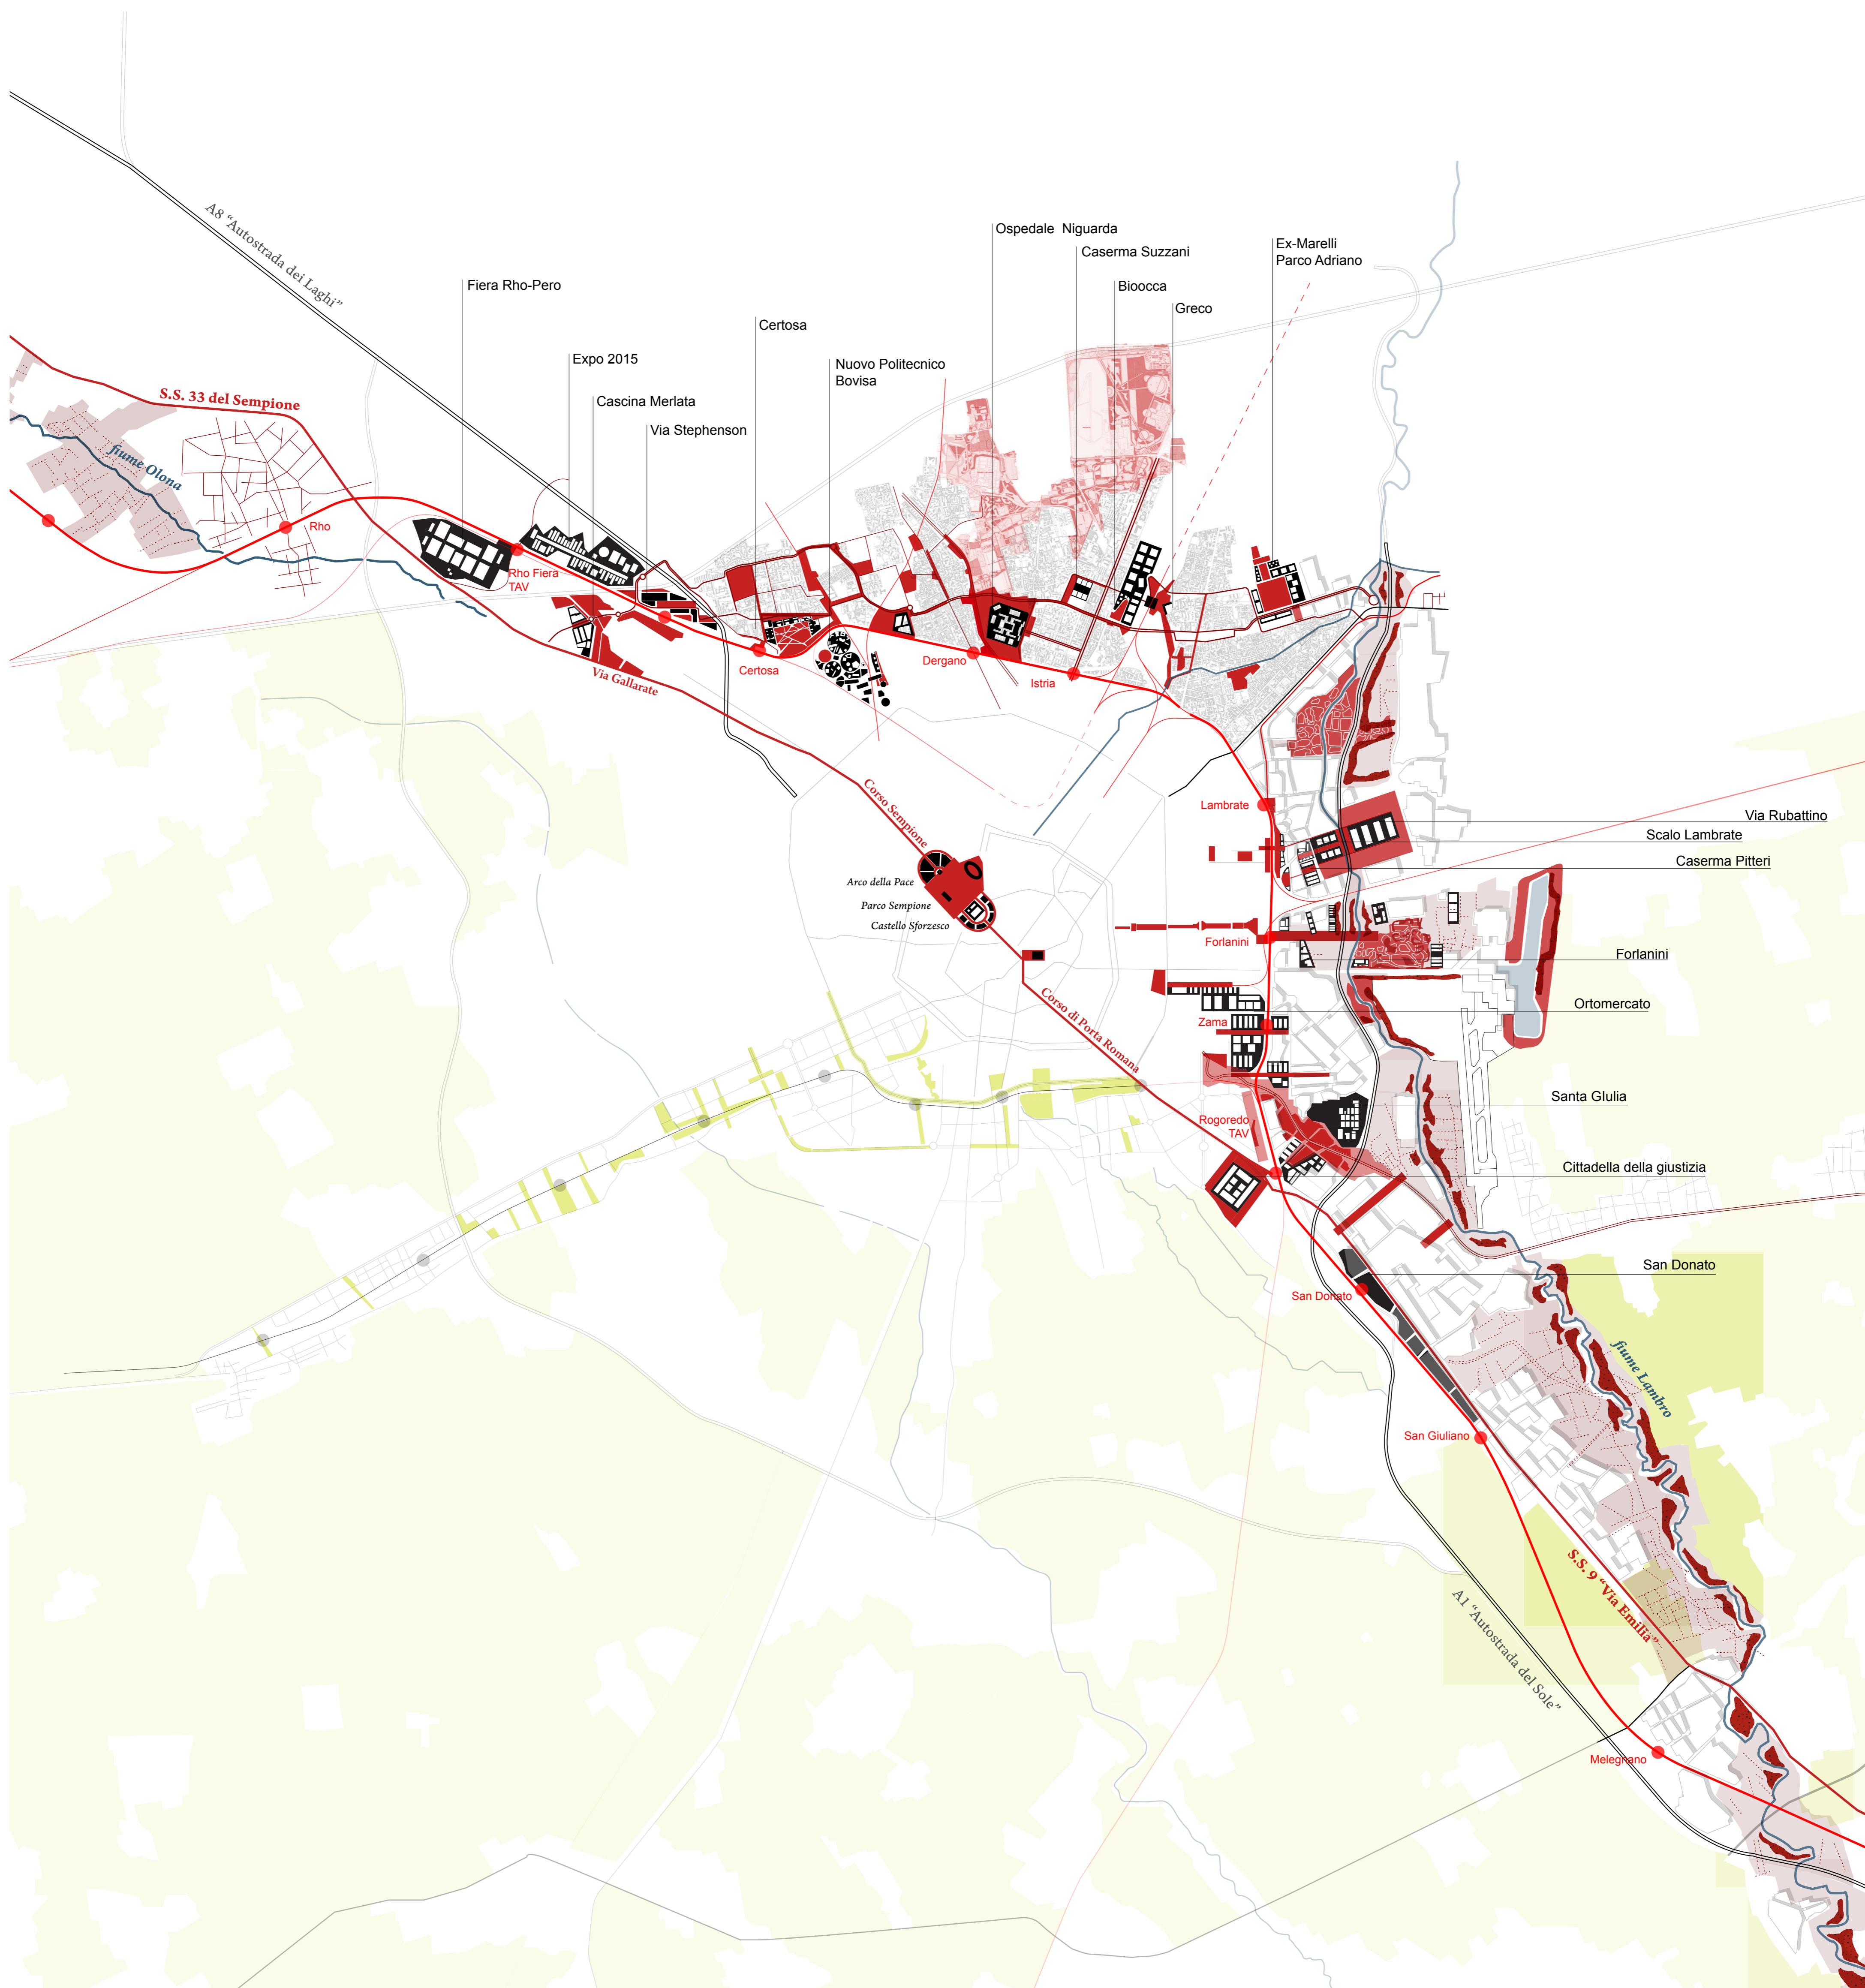 A8 “Autostrada dei Laghi”
Ospedale  Niguarda
Caserma Suzzani
Ex-Marelli
Parco Adriano
Fiera Rho-Pero
Bioocca
Greco
Certosa
Expo 2015
Nuovo Politecnico
Bovisa
S.S. 33 del Sempione
Cascina Merlata
Via Stephenson
fiume Olona
Rho
Rho Fiera
TAV
Certosa
Dergano
Istria
Via Gallarate
Corso Sempione
Lambrate
Via Rubattino
Scalo Lambrate
Caserma Pitteri
Arco della Pace
Parco Sempione
Castello Sforzesco
Forlanini
Forlanini
Corso di Porta Romana
Ortomercato
Zama
Santa GIulia
Rogoredo
TAV
Cittadella della giustizia
San Donato
San Donato
fiume Lambro
San Giuliano
S.S. 9 “Via Emilia”
A1 “Autostrada del Sole”
Melegnano